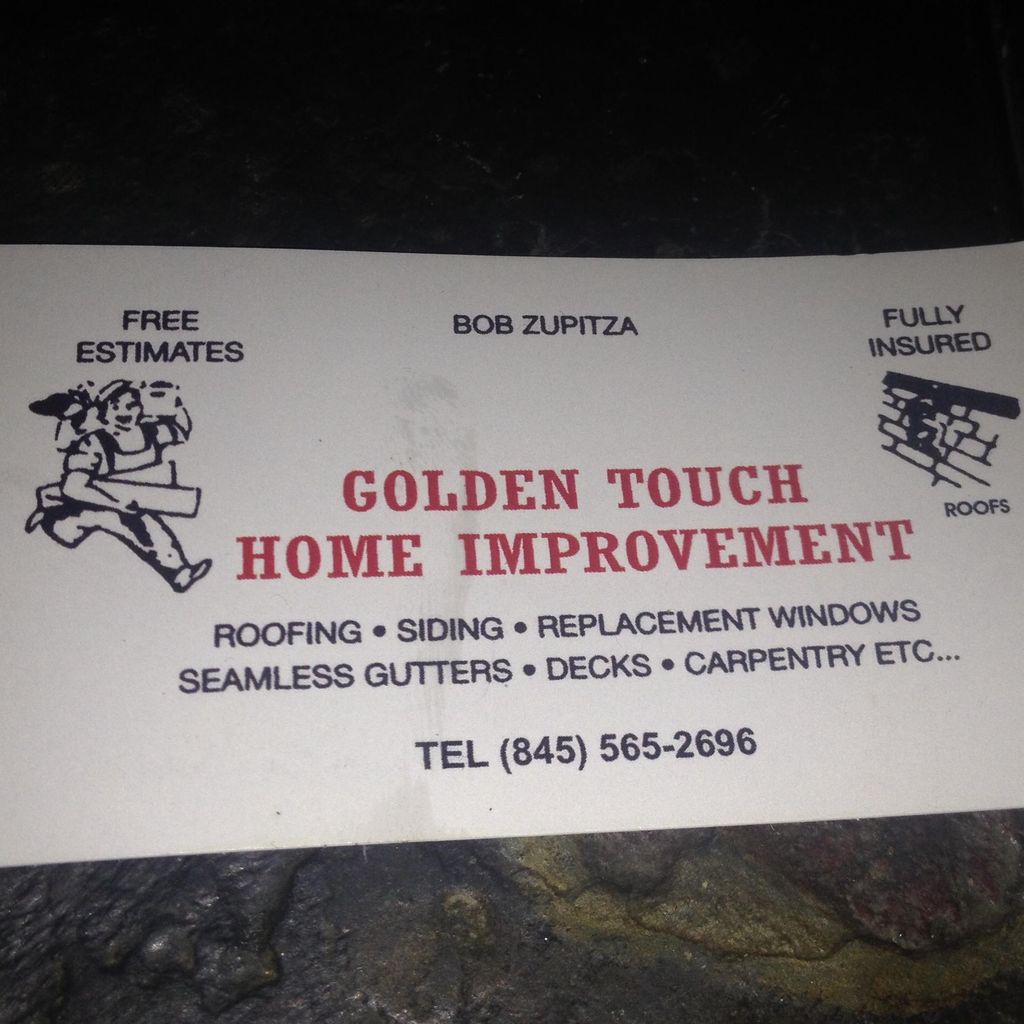 FREE
ESTIMATES
BOB ZUPITZA
FULLY
INSURED
ROOFS
GOLDEN TOUCH
HOME IMPROVEMENT
ROOFING • SIDING • REPLACEMENT WINDOWS
SEAMLESS GUTTERS • DECKS • CARPENTRY ETC...
TEL (845) 565-2696